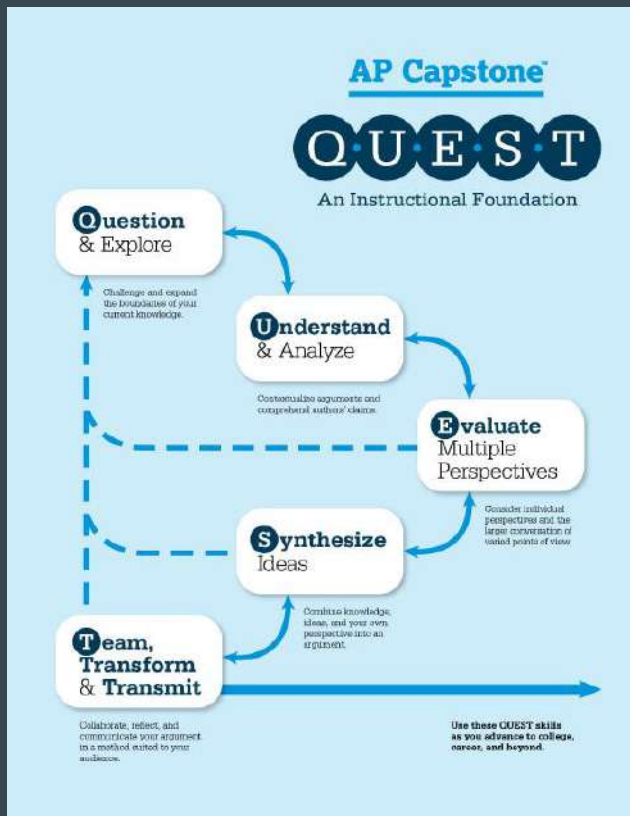 AP Capstone™
Q·U·E·S·T
An Instructional Foundation
Question
& Explore
Challenge and expand
the boundaries of your
current knowledge.
Understand
& Analyze
Contextualize arguments and
comprehend authors' claims.
Evaluate
Multiple
Perspectives
Consider individual
perspectives and the
larger conversation of
varied points of view
Synthesize
Ideas
Combine knowledge,
ideas, and your own
perspective into an
argument.
Team,
Transform
& Transmit
Collaborate, reflect, and
communicate your argument
in a method suited to your
audience.
Use these QUEST skills
as you advance to college,
career, and beyond.